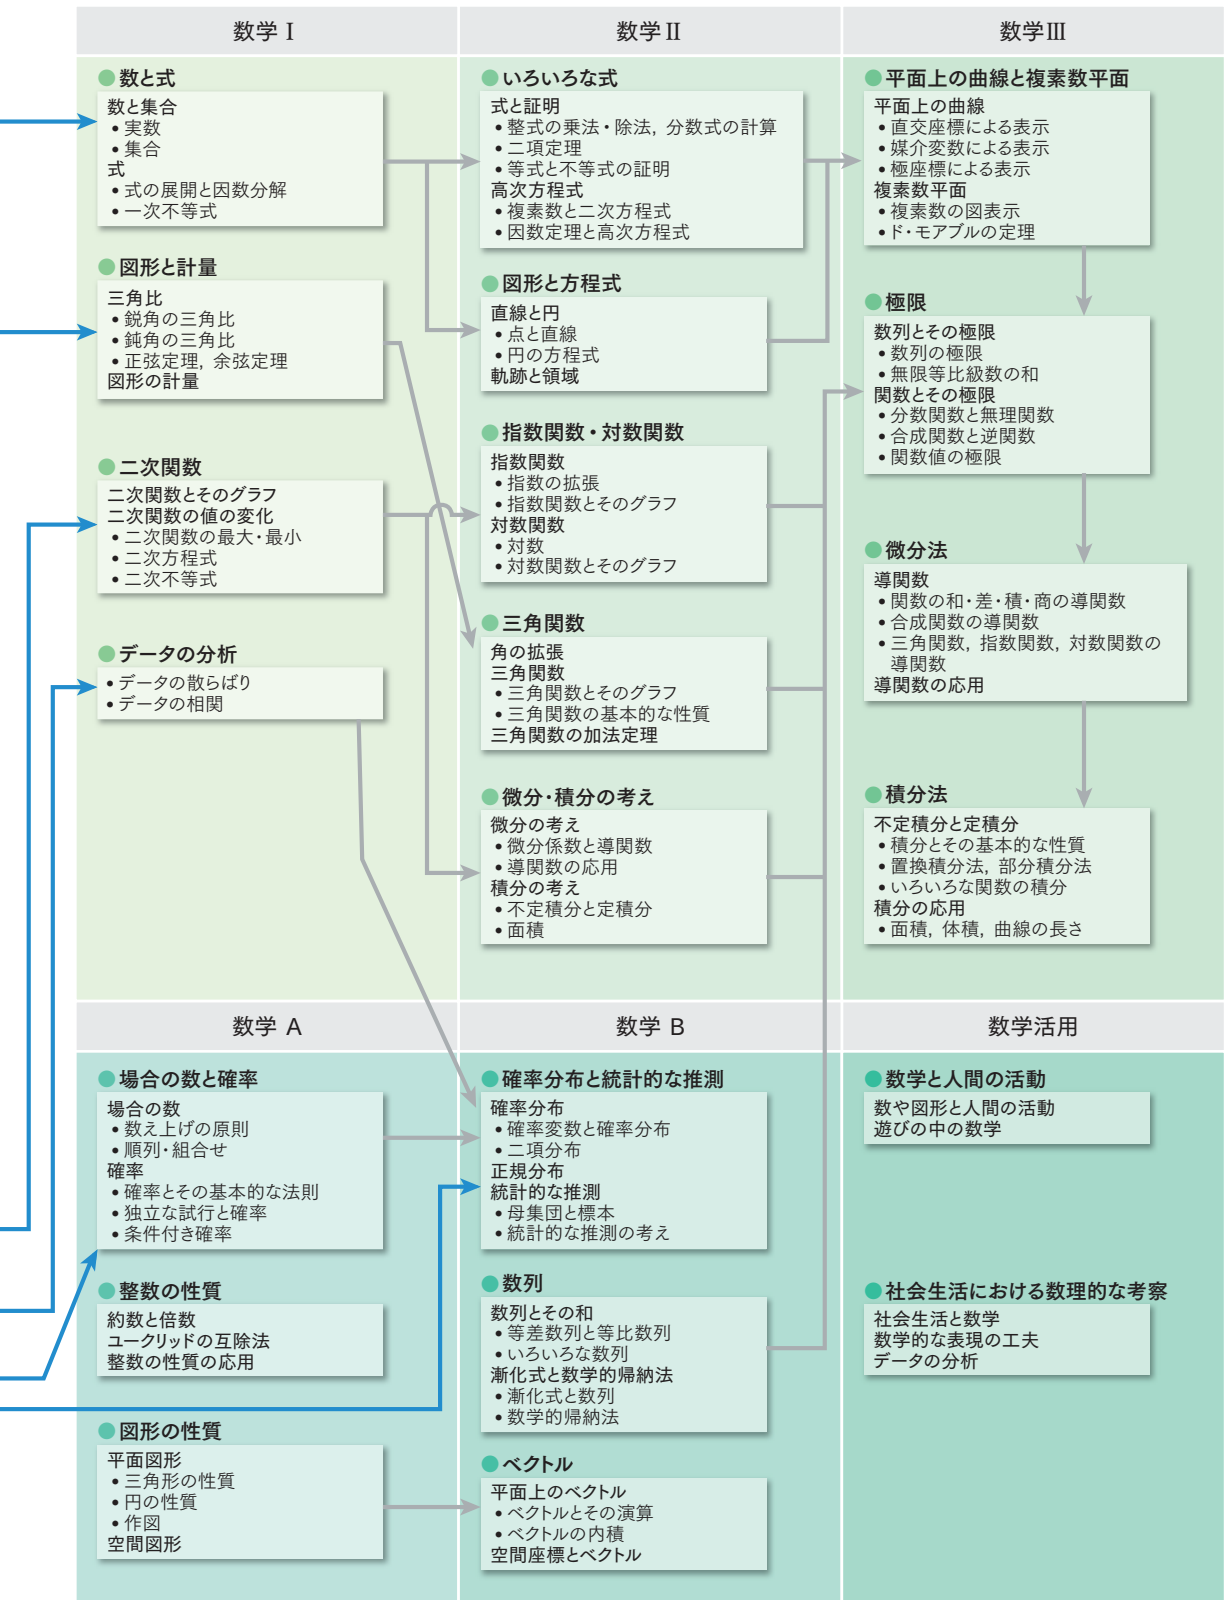 数学 Ⅰ
● 数と式
数と集合
• 実数
• 集合
式
• 式の展開と因数分解
• 一次不等式
● 図形と計量
三角比
• 鋭角の三角比
• 鈍角の三角比
• 正弦定理, 余弦定理
図形の計量
● 二次関数
二次関数とそのグラフ
二次関数の値の変化
• 二次関数の最大・最小
• 二次方程式
• 二次不等式
● データの分析
• データの散らばり
• データの相関
数学 Ⅱ
● いろいろな式
式と証明
• 整式の乗法・除法, 分数式の計算
• 二項定理
• 等式と不等式の証明
高次方程式
• 複素数と二次方程式
• 因数定理と高次方程式
● 図形と方程式
直線と円
• 点と直線
• 円の方程式
軌跡と領域
● 指数関数・対数関数
指数関数
• 指数の拡張
• 指数関数とそのグラフ
対数関数
• 対数
• 対数関数とそのグラフ
● 三角関数
角の拡張
三角関数
• 三角関数とそのグラフ
• 三角関数の基本的な性質
三角関数の加法定理
● 微分・積分の考え
微分の考え
• 微分係数と導関数
• 導関数の応用
積分の考え
• 不定積分と定積分
• 面積
数学Ⅲ
● 平面上の曲線と複素数平面
平面上の曲線
• 直交座標による表示
• 媒介変数による表示
• 極座標による表示
複素数平面
• 複素数の図表示
• ド・モアブルの定理
● 極限
数列とその極限
• 数列の極限
• 無限等比級数の和
関数とその極限
• 分数関数と無理関数
• 合成関数と逆関数
• 関数値の極限
● 微分法
導関数
• 関数の和・差・積・商の導関数
• 合成関数の導関数
• 三角関数, 指数関数, 対数関数の
導関数
導関数の応用
● 積分法
不定積分と定積分
• 積分とその基本的な性質
• 置換積分法, 部分積分法
• いろいろな関数の積分
積分の応用
• 面積, 体積, 曲線の長さ
数学 A
● 場合の数と確率
場合の数
• 数え上げの原則
• 順列・組合せ
確率
• 確率とその基本的な法則
• 独立な試行と確率
• 条件付き確率
● 整数の性質
約数と倍数
ユークリッドの互除法
整数の性質の応用
● 図形の性質
平面図形
• 三角形の性質
• 円の性質
• 作図
空間図形
数学 B
● 確率分布と統計的な推測
確率分布
• 確率変数と確率分布
• 二項分布
正規分布
統計的な推測
• 母集団と標本
• 統計的な推測の考え
● 数列
数列とその和
• 等差数列と等比数列
• いろいろな数列
漸化式と数学的帰納法
• 漸化式と数列
• 数学的帰納法
● ベクトル
平面上のベクトル
• ベクトルとその演算
• ベクトルの内積
空間座標とベクトル
数学活用
● 数学と人間の活動
数や図形と人間の活動
遊びの中の数学
● 社会生活における数理的な考察
社会生活と数学
数学的な表現の工夫
データの分析